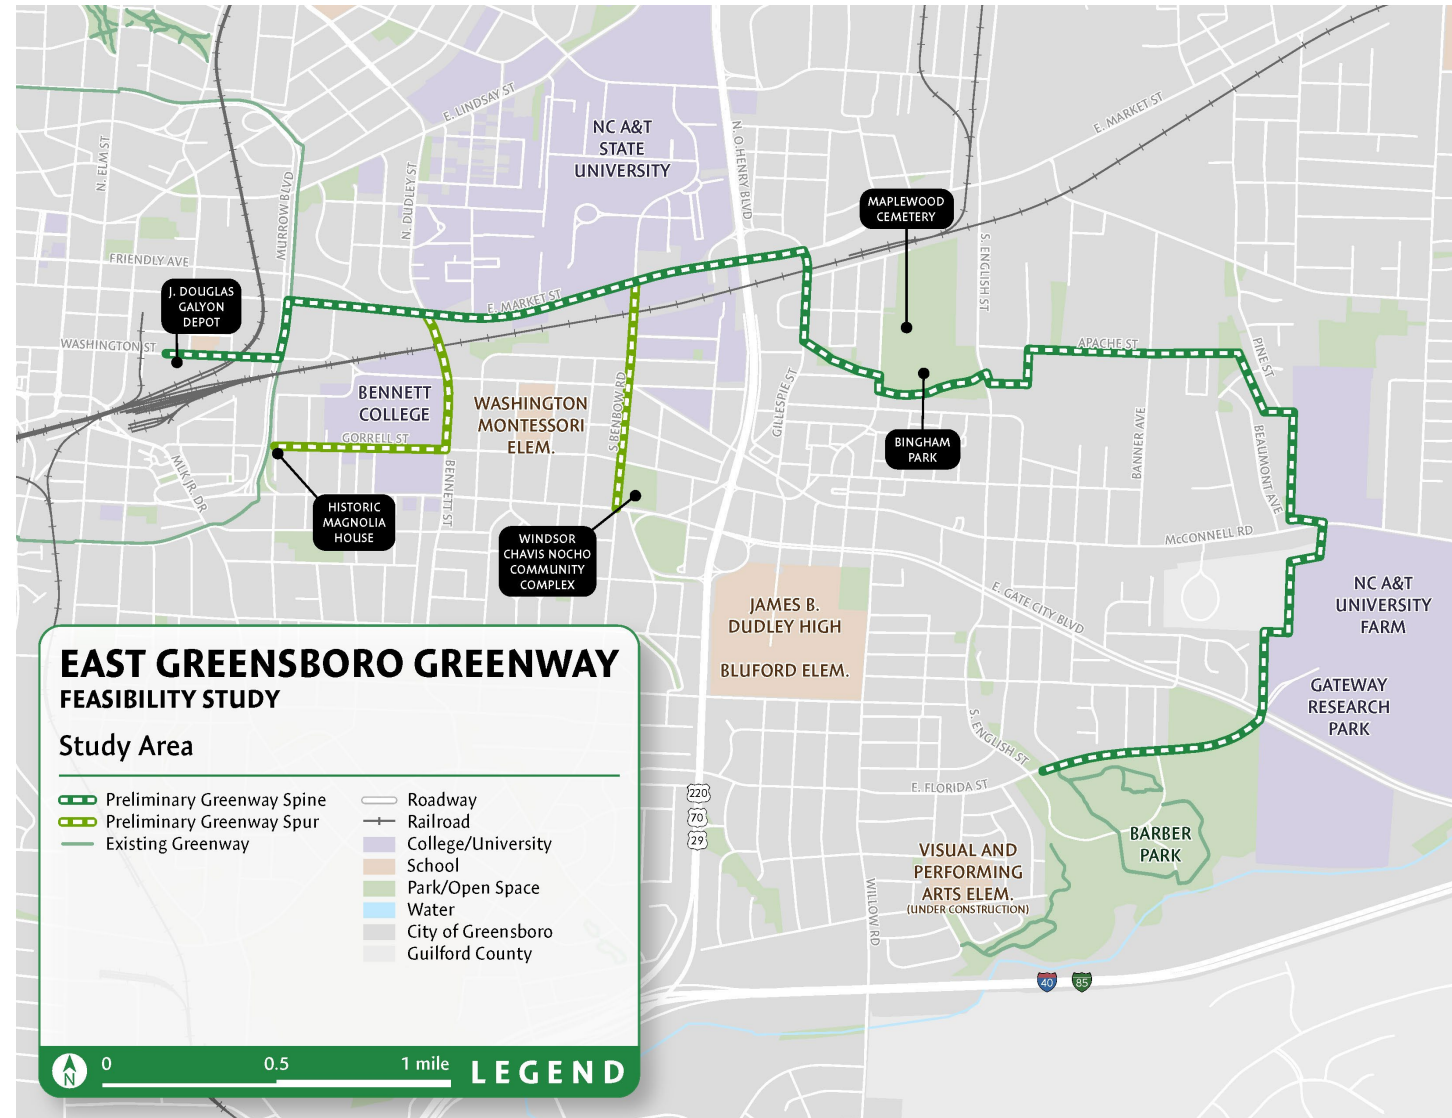 E. LINDSAY ST
NC A&T
STATE
UNIVERSITY
N. O.HENRY BLVD
E. MARKET ST
N. ELM ST
N. DUDLEY ST
MURROW BLVD
MAPLEWOOD
CEMETERY
S. ENGLISH ST
FRIENDLY AVE
J. DOUGLAS
GALYON
DEPOT
E. MARKET ST
WASHINGTON ST
APACHE ST
PINE ST
BENNETT
COLLEGE
WASHINGTON
MONTESSORI
ELEM.
S.BENBOW RD
GILLESPIE ST
BINGHAM
PARK
BANNER AVE
BEAUMONT AVE
GORRELL ST
MLK JR. DR
BENNETT ST
HISTORIC
MAGNOLIA
HOUSE
WINDSOR
CHAVIS NOCHO
COMMUNITY
COMPLEX
McCONNELL RD
E. GATE CITY BLVD
NC A&T
UNIVERSITY
FARM
JAMES B.
DUDLEY HIGH
BLUFORD ELEM.
GATEWAY
RESEARCH
PARK
S. ENGLISH ST
E. FLORIDA ST
BARBER
PARK
VISUAL AND
PERFORMING
ARTS ELEM.
(UNDER CONSTRUCTION)
WILLOW RD
220
70
29
40
85
EAST GREENSBORO GREENWAY
FEASIBILITY STUDY
Study Area
Preliminary Greenway Spine
Preliminary Greenway Spur
Existing Greenway
Roadway
Railroad
College/University
School
Park/Open Space
Water
City of Greensboro
Guilford County
N
0
0.5
1 mile
LEGEND